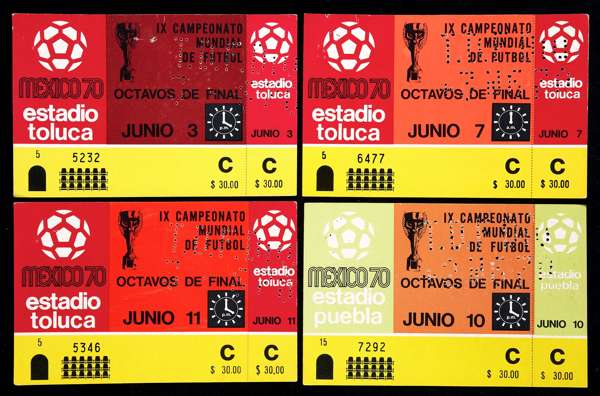 MEXICO 70
estadio
toluca
IX CAMPEONATO
MUNDIAL
DE FUTBOL
OCTAVOS DE FINAL
JUNIO 3
p.m.
estadio
toluca
JUNIO 3
5
5232
C
$ 30.00
C
$ 30.00
MEXICO 70
estadio
toluca
IX CAMPEONATO
MUNDIAL
DE FUTBOL
OCTAVOS DE FINAL
JUNIO 7
estadio
toluca
JUNIO 7
5
6477
C
$ 30.00
C
$ 30.00
MEXICO 70
estadio
toluca
IX CAMPEONATO
MUNDIAL
DE FUTBOL
OCTAVOS DE FINAL
JUNIO 11
p.m.
estadio
toluca
JUNIO 11
5
5346
C
$ 30.00
C
$ 30,00
MEXICO 70
estadio
puebla
IX CAMPEONATO
MUNDIAL
DE FUTBOL
OCTAVOS DE FINAL
JUNIO 10
p.m.
estadio
puebla
JUNIO 10
15
7292
C
$ 30.00
C
$ 30.00